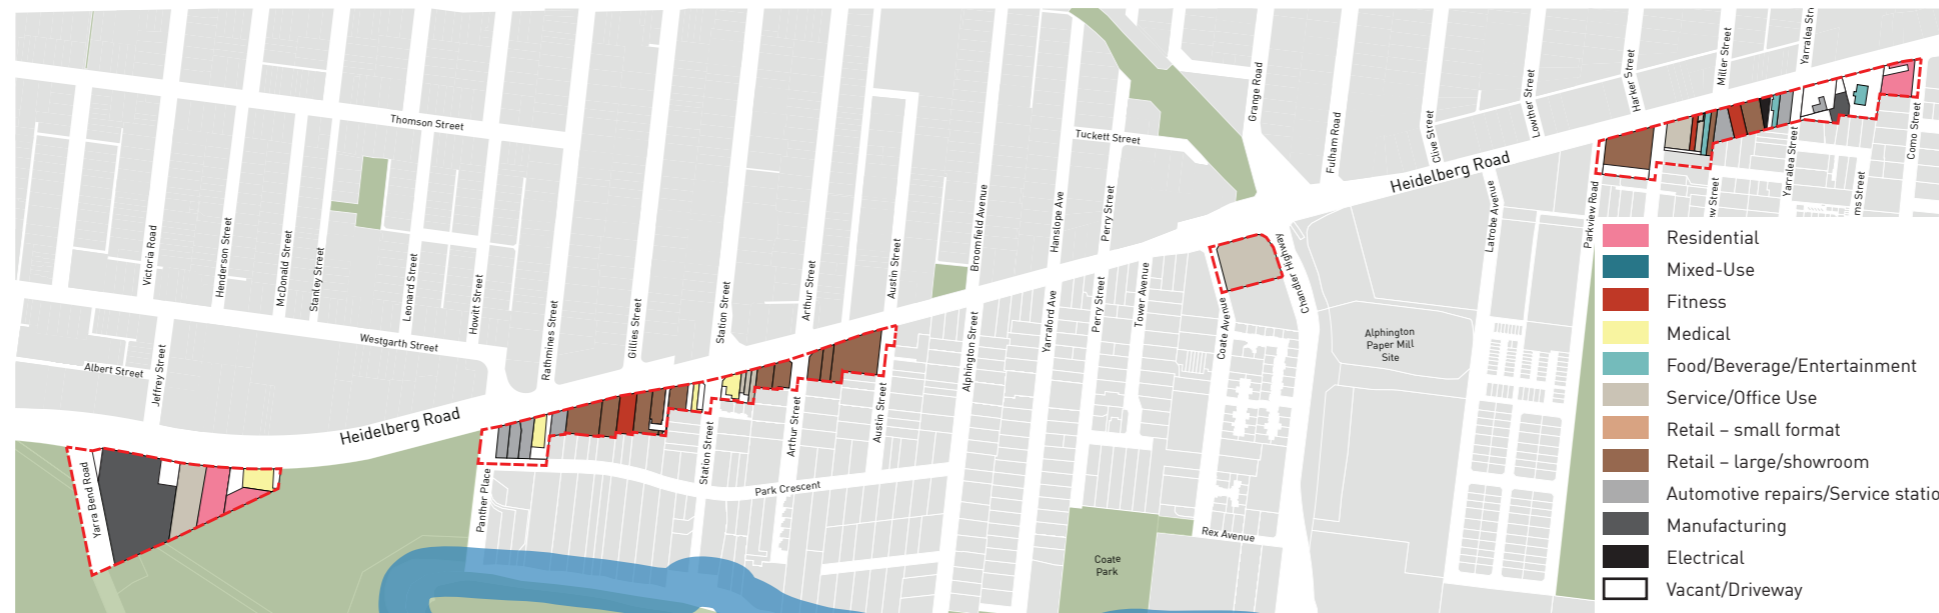 Thomson Street
Victoria Road
Henderson Street
McDonald Street
Stanley Street
Leonard Street
Howitt Street
Westgarth Street
Albert Street
Jeffrey Street
Rathmines Street
Gillies Street
Station Street
Arthur Street
Austin Street
Broomfield Avenue
Hanslope Ave
Perry Street
Tuckett Street
Grange Road
Fulham Road
Clive Street
Lowther Street
Harker Street
Miller Street
Yarralea Str
Heidelberg Road
Heidelberg Road
Yarra Bend Road
Panther Place
Station Street
Arthur Street
Park Crescent
Austin Street
Alphington Street
Yarraford Ave
Perry Street
Tower Avenue
Coate Avenue
Chandler Highway
Alphington
Paper Mill
Site
Latrobe Avenue
Parkview Road
w Street
Yarralea Street
ms Street
Como Street
Rex Avenue
Coate
Park
Residential
Mixed-Use
Fitness
Medical
Food/Beverage/Entertainment
Service/Office Use
Retail – small format
Retail – large/showroom
Automotive repairs/Service statio
Manufacturing
Electrical
Vacant/Driveway